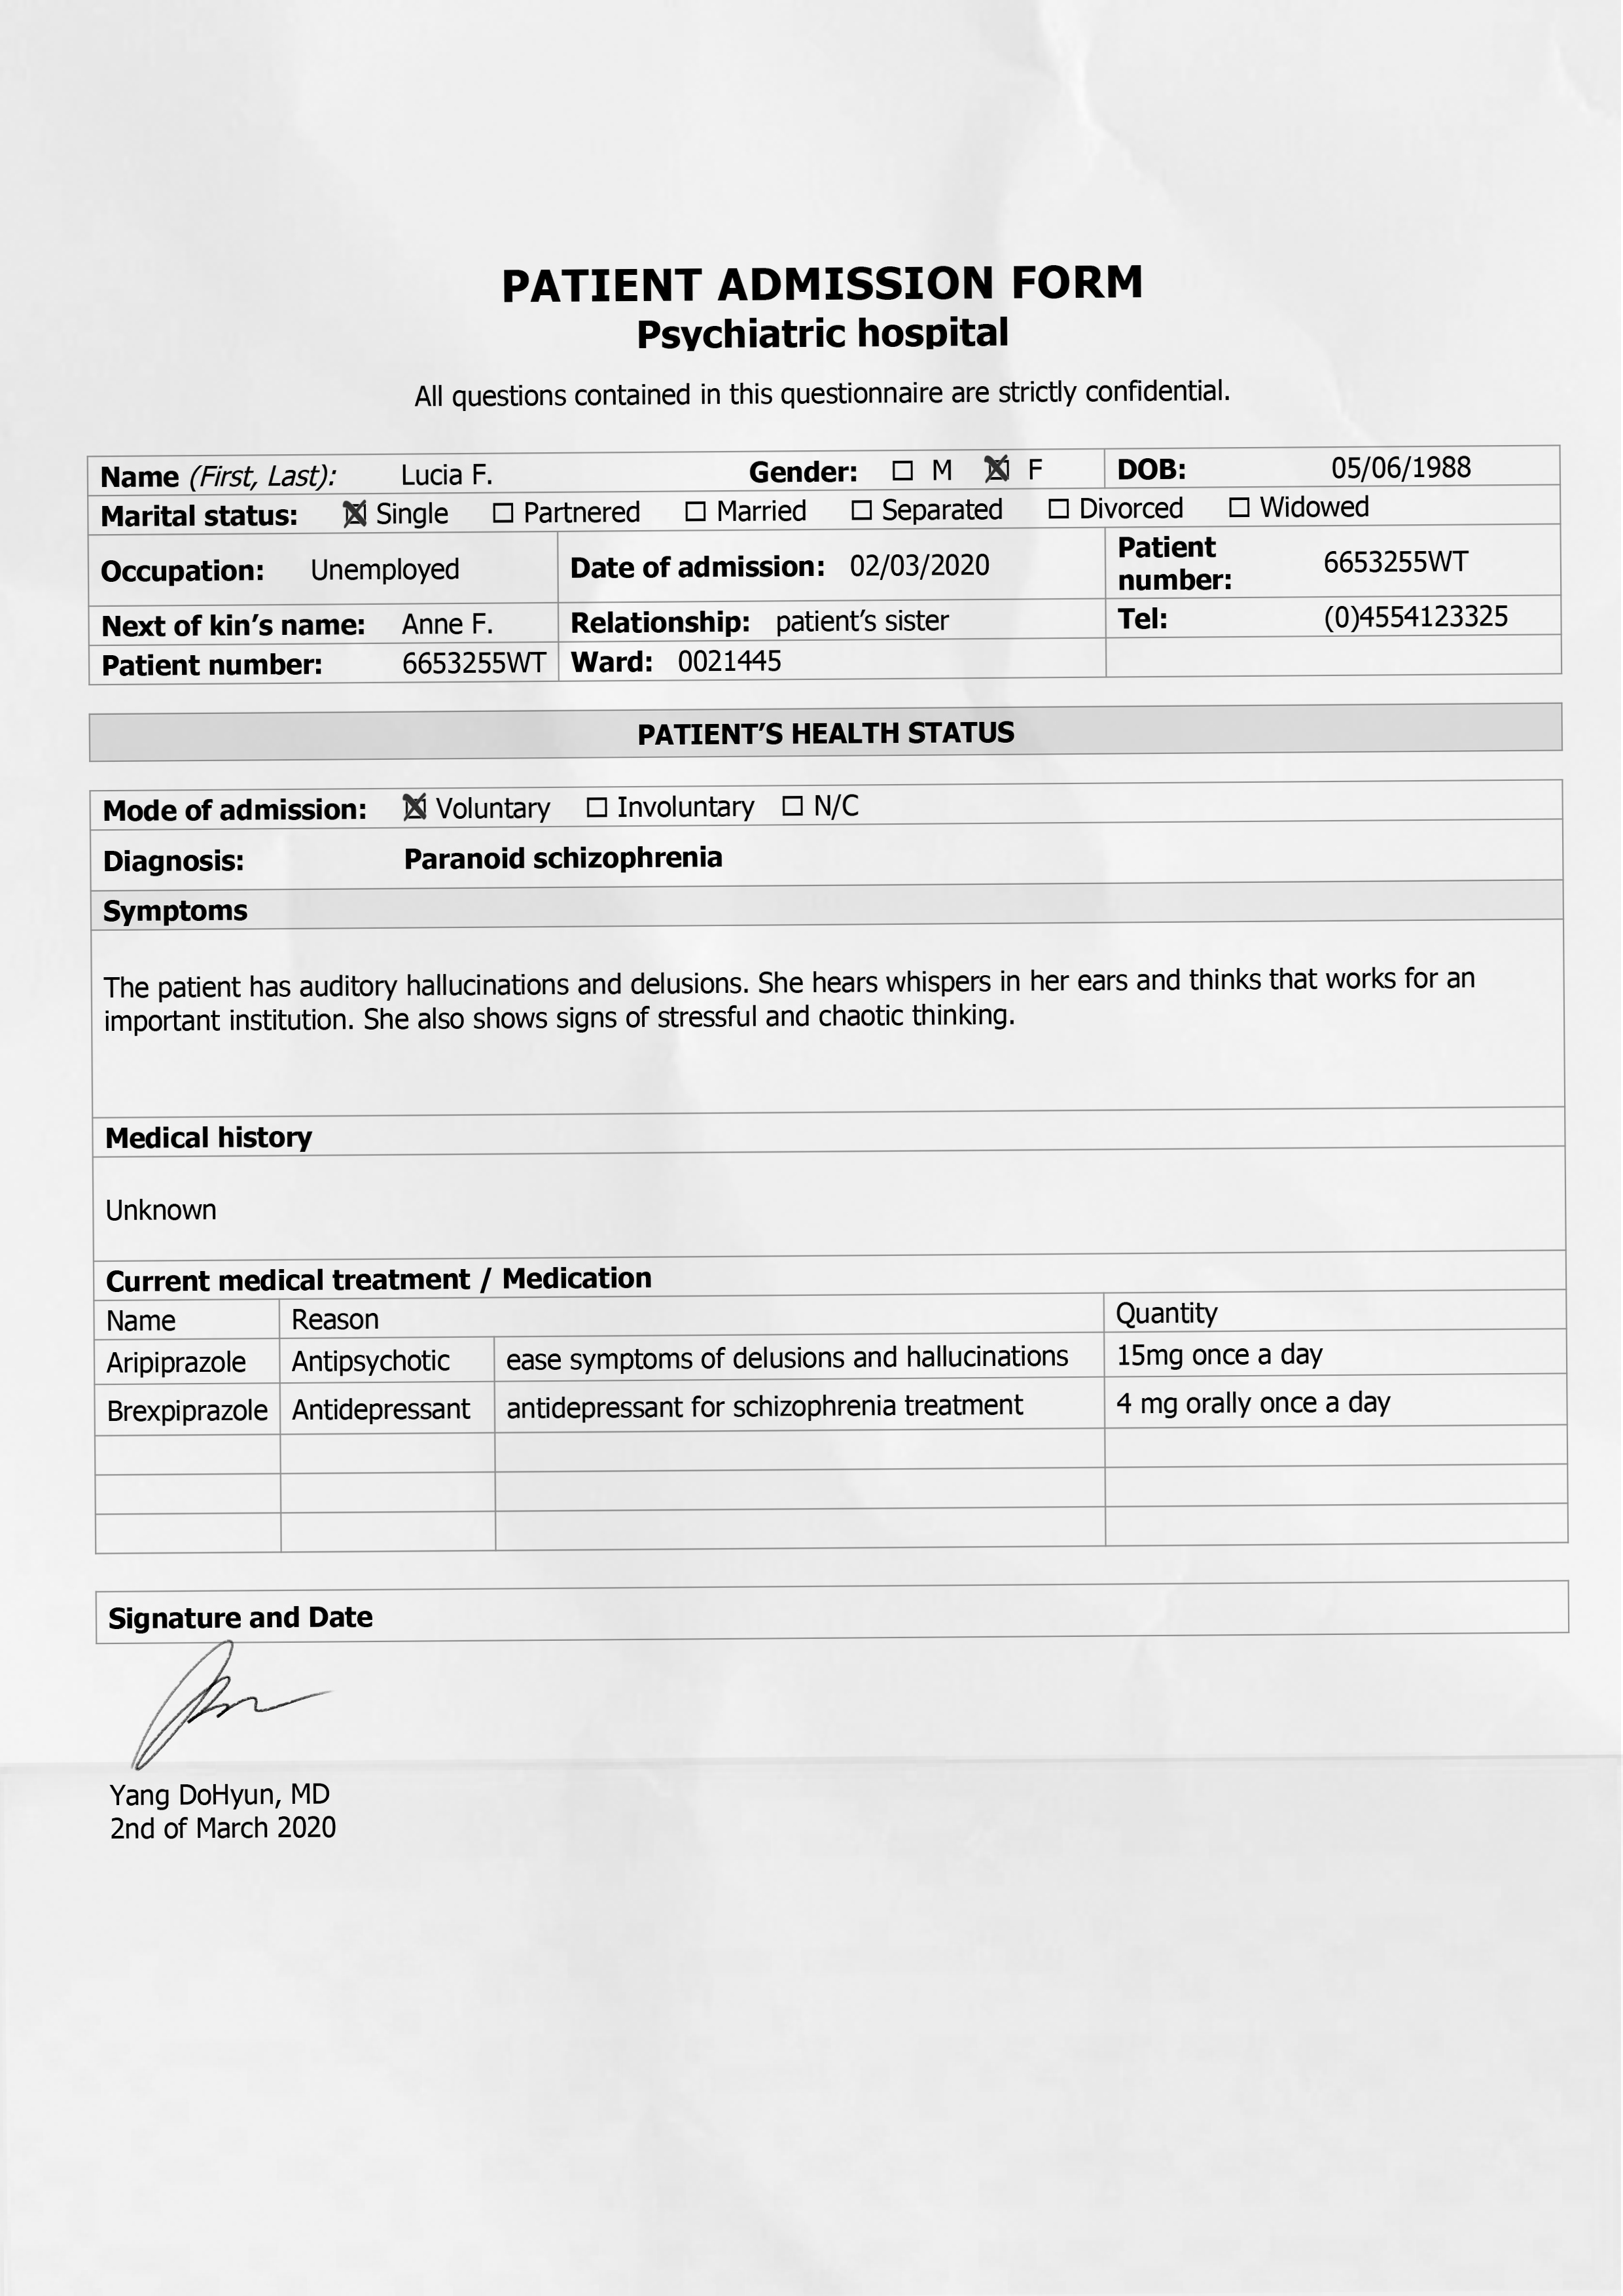 PATIENT ADMISSION FORM
Psychiatric hospital
All questions contained in this questionnaire are strictly confidential.
Name (First, Last): Lucia F. Gender: ☐ M ☒ F DOB: 05/06/1988
Marital status: ☒ Single ☐ Partnered ☐ Married ☐ Separated ☐ Divorced ☐ Widowed
Occupation: Unemployed Date of admission: 02/03/2020 Patient number: 6653255WT
Next of kin’s name: Anne F. Relationship: patient’s sister Tel: (0)4554123325
Patient number: 6653255WT Ward: 0021445
PATIENT’S HEALTH STATUS
Mode of admission: ☒ Voluntary ☐ Involuntary ☐ N/C
Diagnosis: Paranoid schizophrenia
Symptoms
The patient has auditory hallucinations and delusions. She hears whispers in her ears and thinks that works for an
important institution. She also shows signs of stressful and chaotic thinking.
Medical history
Unknown
Current medical treatment / Medication
Name Reason Quantity
Aripiprazole Antipsychotic ease symptoms of delusions and hallucinations 15mg once a day
Brexpiprazole Antidepressant antidepressant for schizophrenia treatment 4 mg orally once a day
Signature and Date
Yang DoHyun, MD
2nd of March 2020